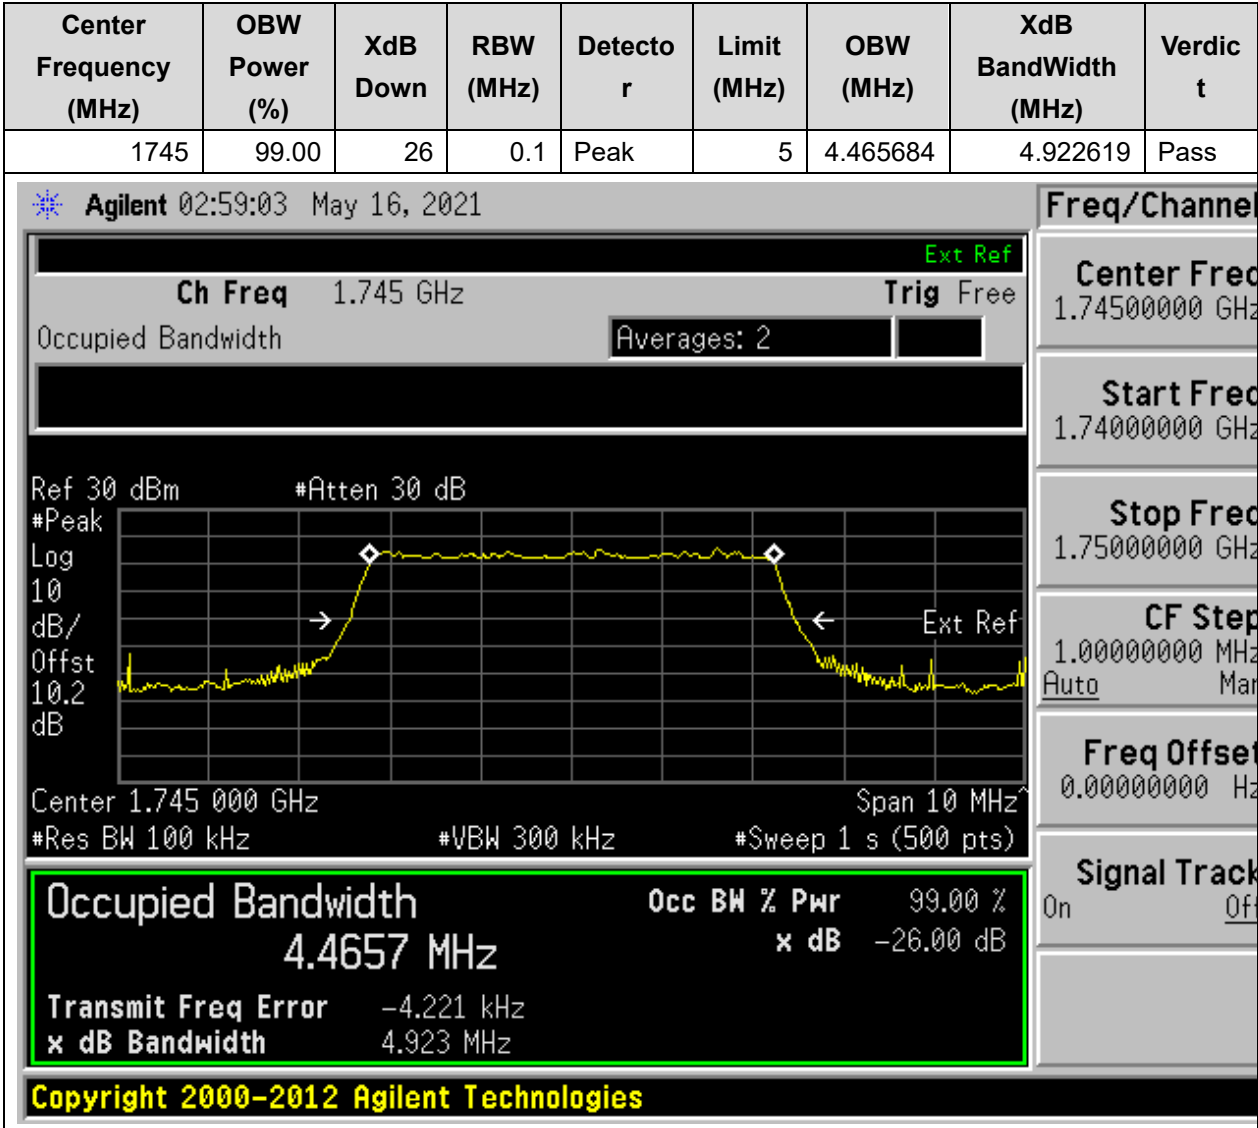 Center Frequency (MHz) OBW Power (%) XdB Down RBW (MHz) Detecto r Limit (MHz) OBW (MHz) XdB BandWidth (MHz) Verdic t
1745 99.00 26 0.1 Peak 5 4.465684 4.922619 Pass
Agilent 02:59:03 May 16, 2021
Ext Ref
Ch Freq 1.745 GHz Trig Free
Occupied Bandwidth Averages: 2
Ref 30 dBm #Atten 30 dB
#Peak
Log
10
dB/
Offst
10.2
dB
Ext Ref
Center 1.745 000 GHz Span 10 MHz^
#Res BW 100 kHz #VBW 300 kHz #Sweep 1 s (500 pts)
Occupied Bandwidth Occ BW % Pwr 99.00 %
4.4657 MHz x dB -26.00 dB
Transmit Freq Error -4.221 kHz
x dB Bandwidth 4.923 MHz
Copyright 2000-2012 Agilent Technologies
Freq/Channel
Center Freq
1.74500000 GHz
Start Freq
1.74000000 GHz
Stop Freq
1.75000000 GHz
CF Step
1.00000000 MHz
Auto Man
Freq Offset
0.00000000 Hz
Signal Track
On Off